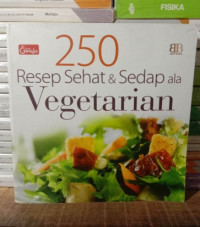 FISIKA
250
Resep Sehat & Sedap ala
Vegetarian